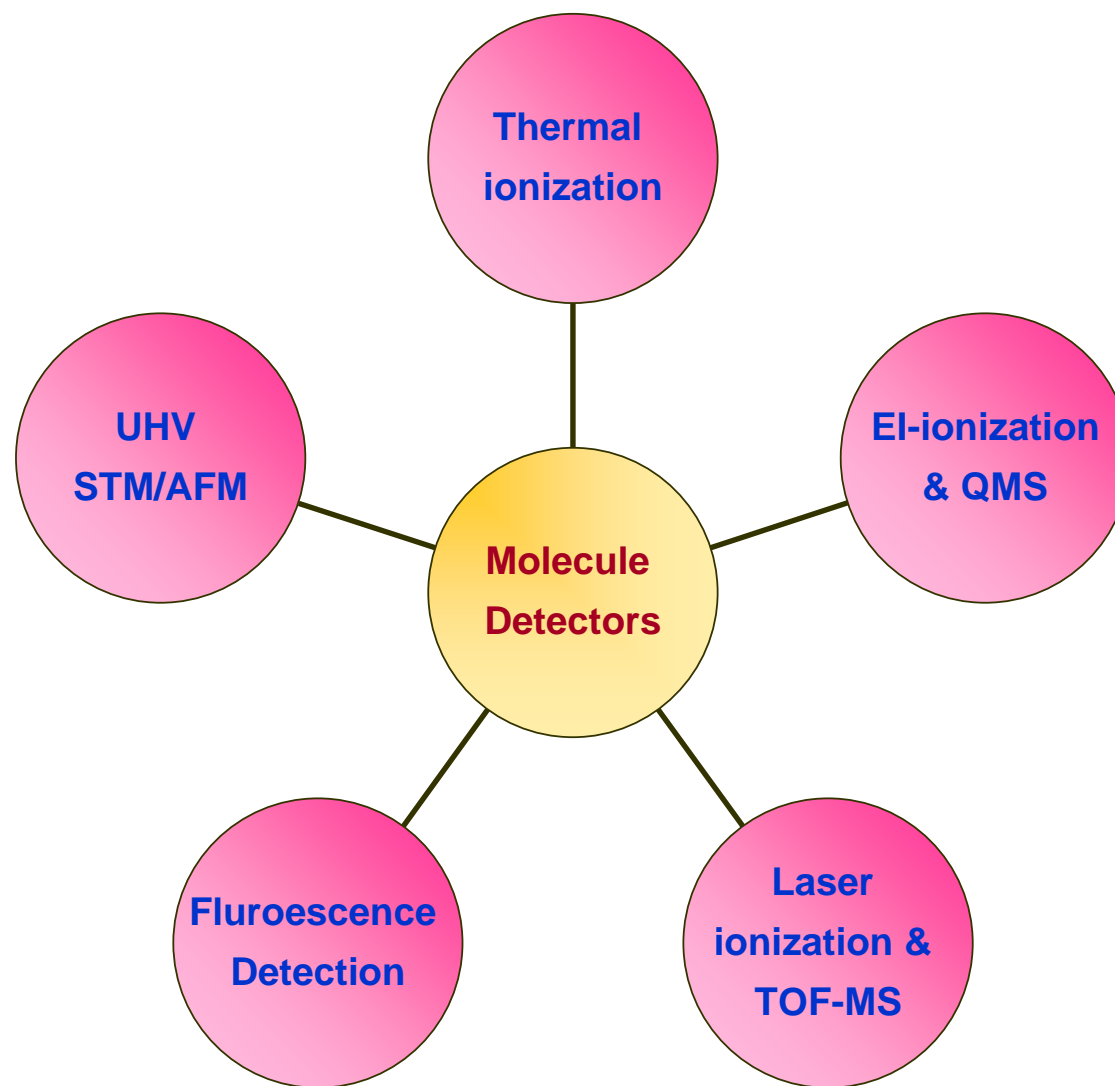 Thermal
ionization
UHV
STM/AFM
EI-ionization
& QMS
Molecule
Detectors
Fluroescence
Detection
Laser
ionization &
TOF-MS